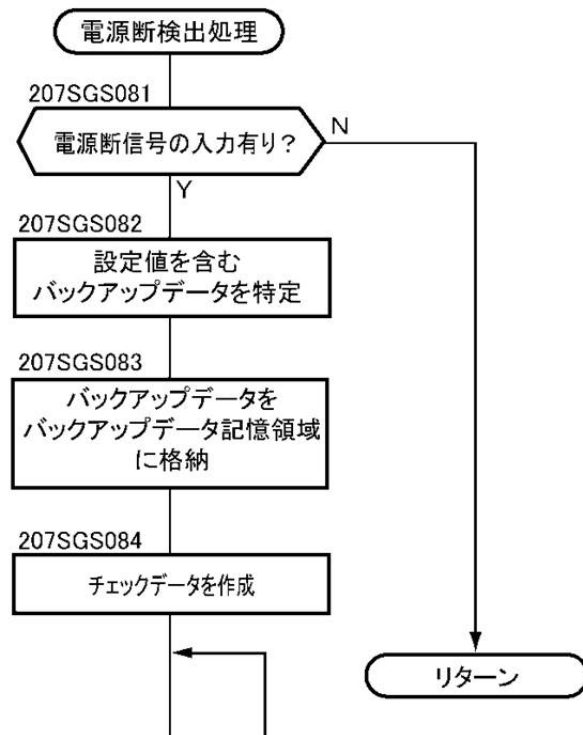 電源断検出処理
207SGS081
電源断信号の入力有り?
N
Y
207SGS082
設定値を含む
バックアップデータを特定
207SGS083
バックアップデータを
バックアップデータ記憶領域
に格納
207SGS084
チェックデータを作成
リターン